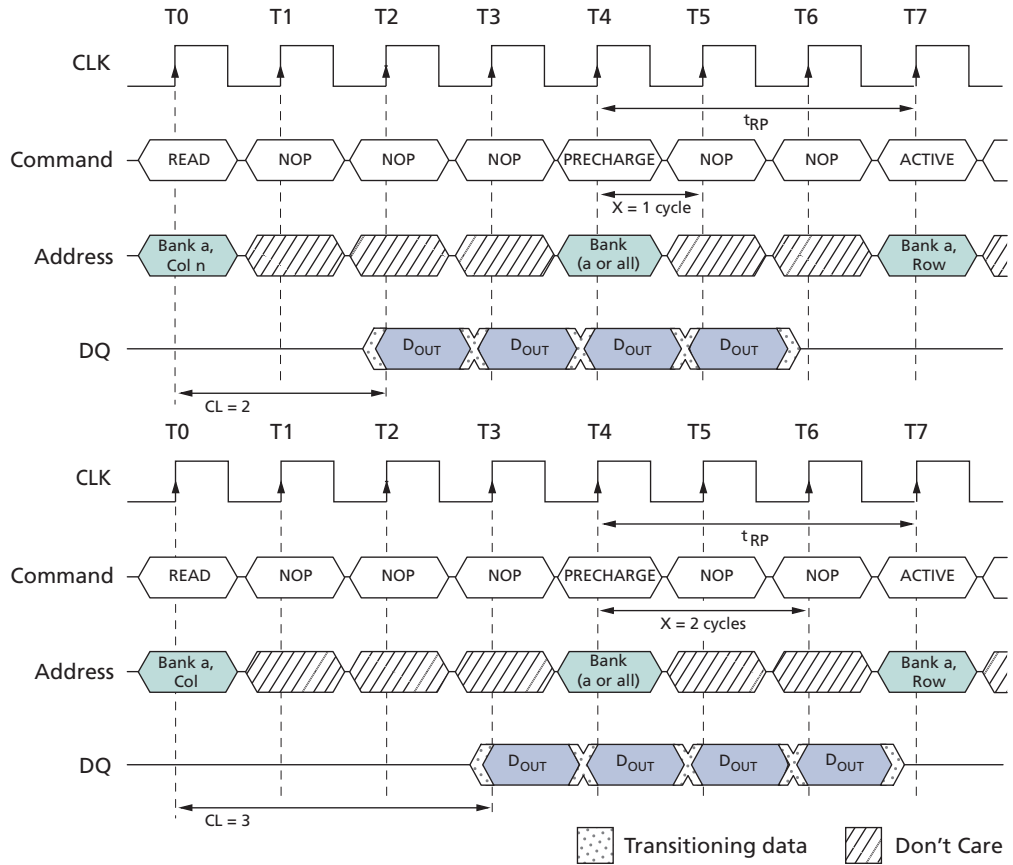 T0 T1 T2 T3 T4 T5 T6 T7
CLK
tRP
Command READ NOP NOP NOP PRECHARGE NOP NOP ACTIVE
X = 1 cycle
Address Bank a, Col n Bank (a or all) Bank a, Row
DQ DOUT DOUT DOUT DOUT
CL = 2
T0 T1 T2 T3 T4 T5 T6 T7
CLK
tRP
Command READ NOP NOP NOP PRECHARGE NOP NOP ACTIVE
X = 2 cycles
Address Bank a, Col Bank (a or all) Bank a, Row
DQ DOUT DOUT DOUT DOUT
CL = 3
Transitioning data Don't Care